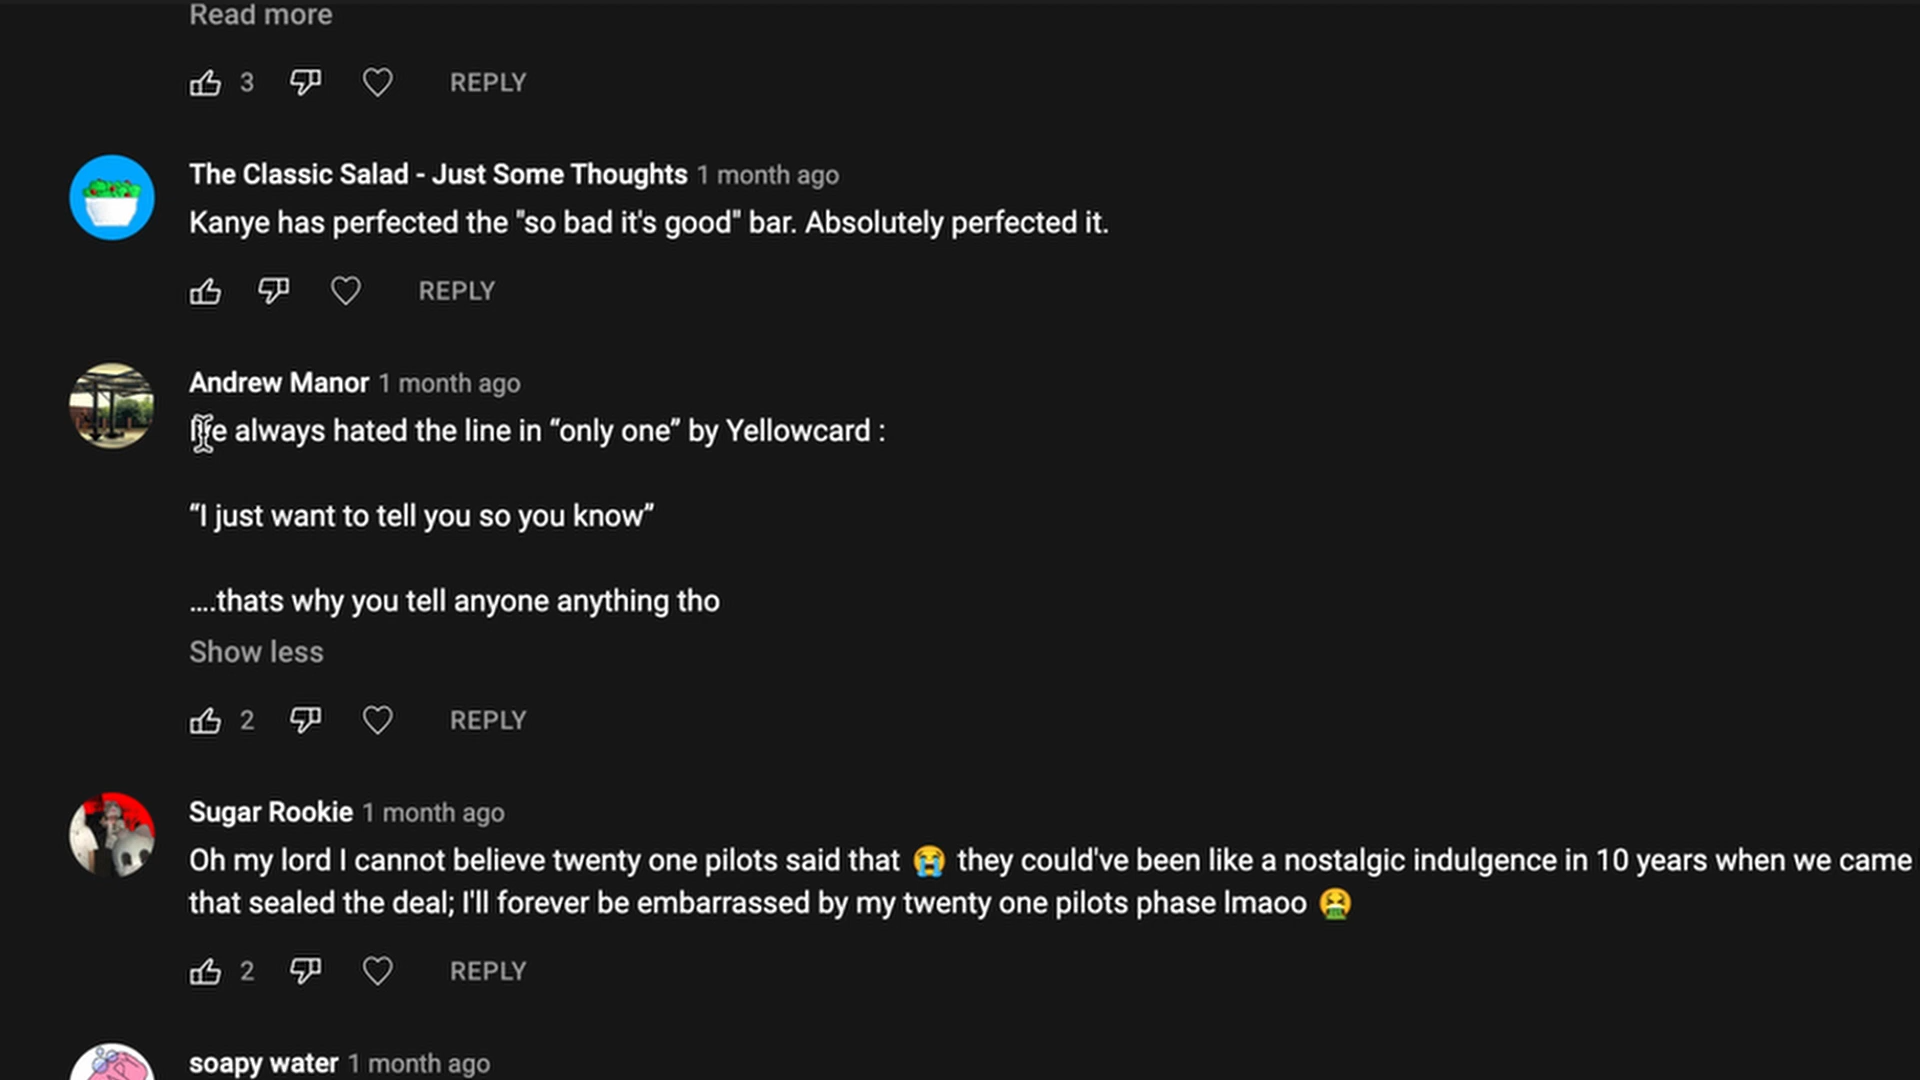 Read more
3 REPLY
The Classic Salad - Just Some Thoughts 1 month ago
Kanye has perfected the "so bad it's good" bar. Absolutely perfected it.
REPLY
Andrew Manor 1 month ago
always hated the line in “only one” by Yellowcard :
“I just want to tell you so you know”
....thats why you tell anyone anything tho
Show less
2 REPLY
Sugar Rookie 1 month ago
Oh my lord I cannot believe twenty one pilots said that 😭 they could've been like a nostalgic indulgence in 10 years when we came
that sealed the deal; I'll forever be embarrassed by my twenty one pilots phase lmaoo 🤮
2 REPLY
soapy water 1 month ago